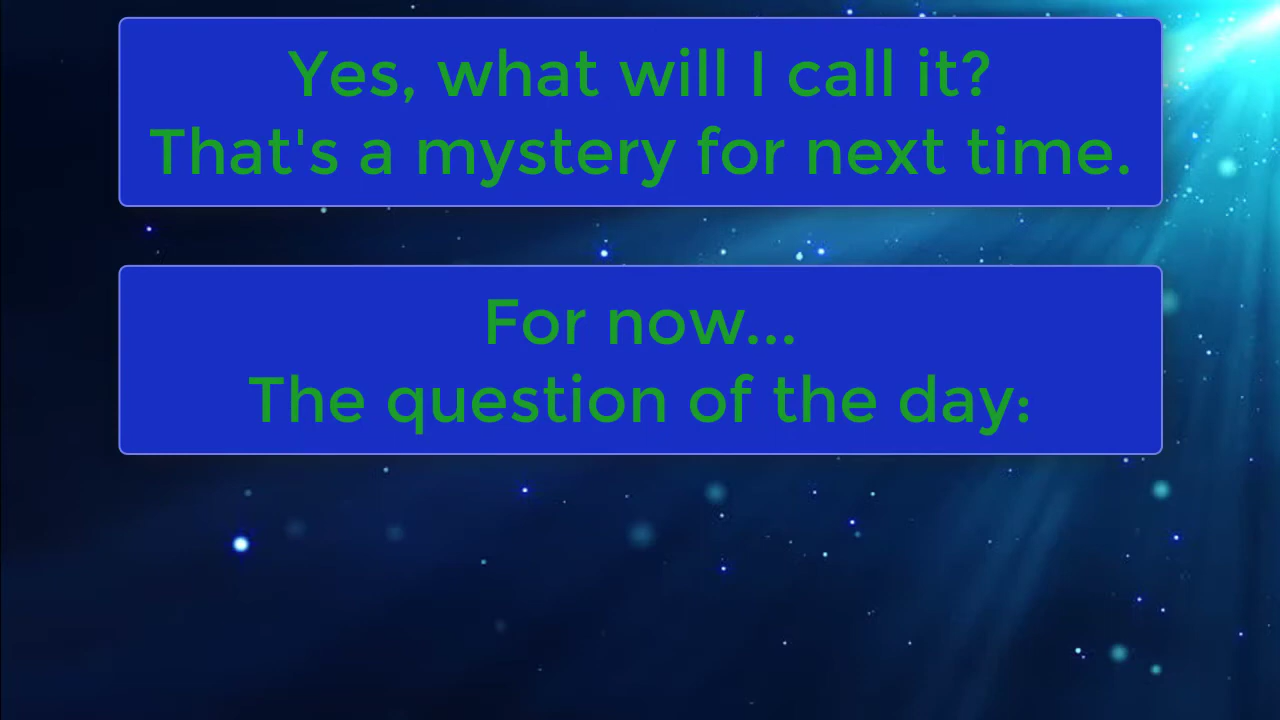 Yes, what will I call it?
That's a mystery for next time.
For now...
The question of the day: